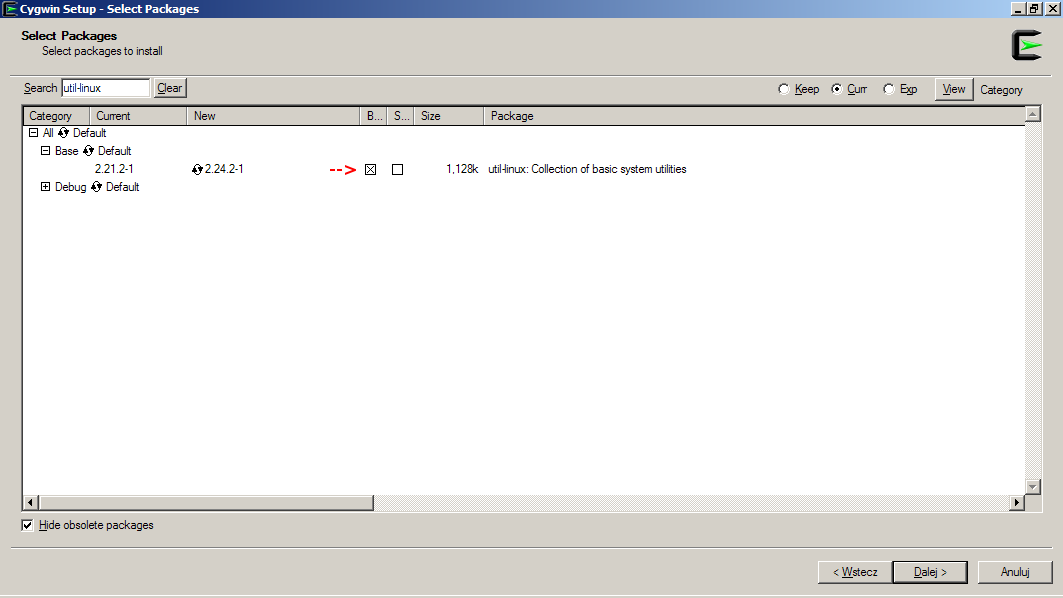 Cygwin Setup - Select Packages
Select Packages
Select packages to install
Search util-linux Clear Keep Curr Exp View Category
Category Current New B... S... Size Package
All Default
Base Default
2.21.2-1 2.24.2-1 --> 1,128k util-linux: Collection of basic system utilities
Debug Default
Hide obsolete packages
< Wstecz Dalej > Anuluj